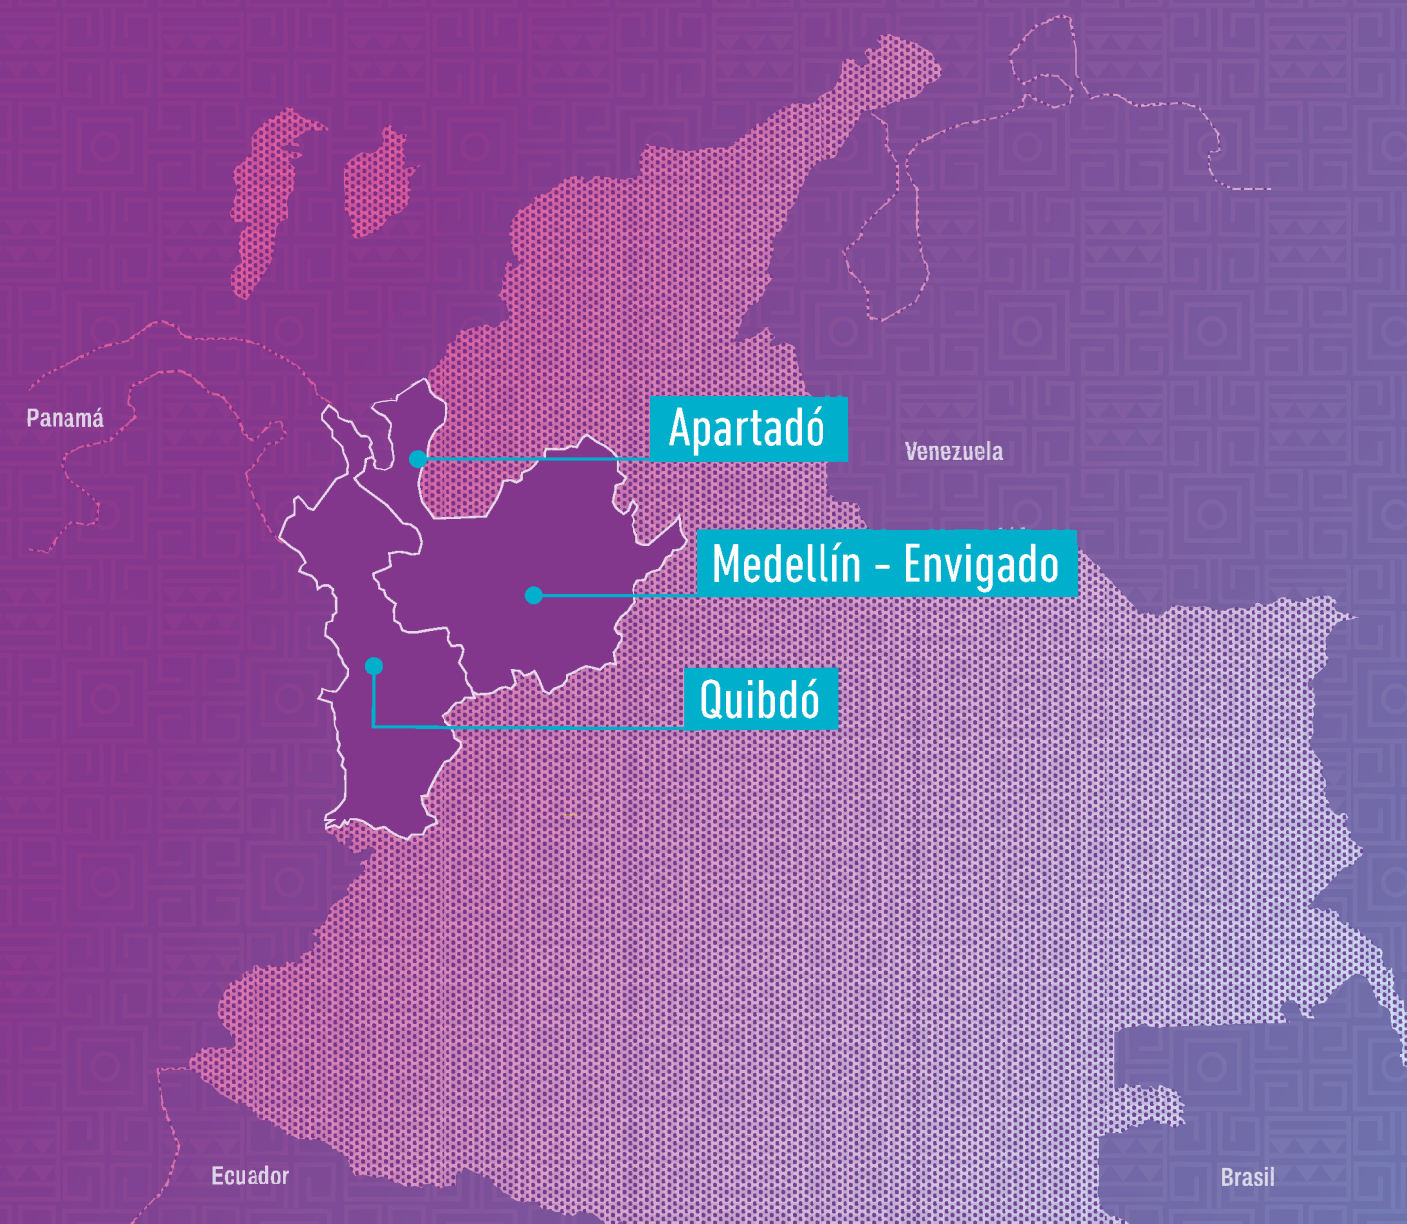 Apartadó
Panamá
Venezuela
Medellín - Envigado
Quibdó
Ecuador
Brasil